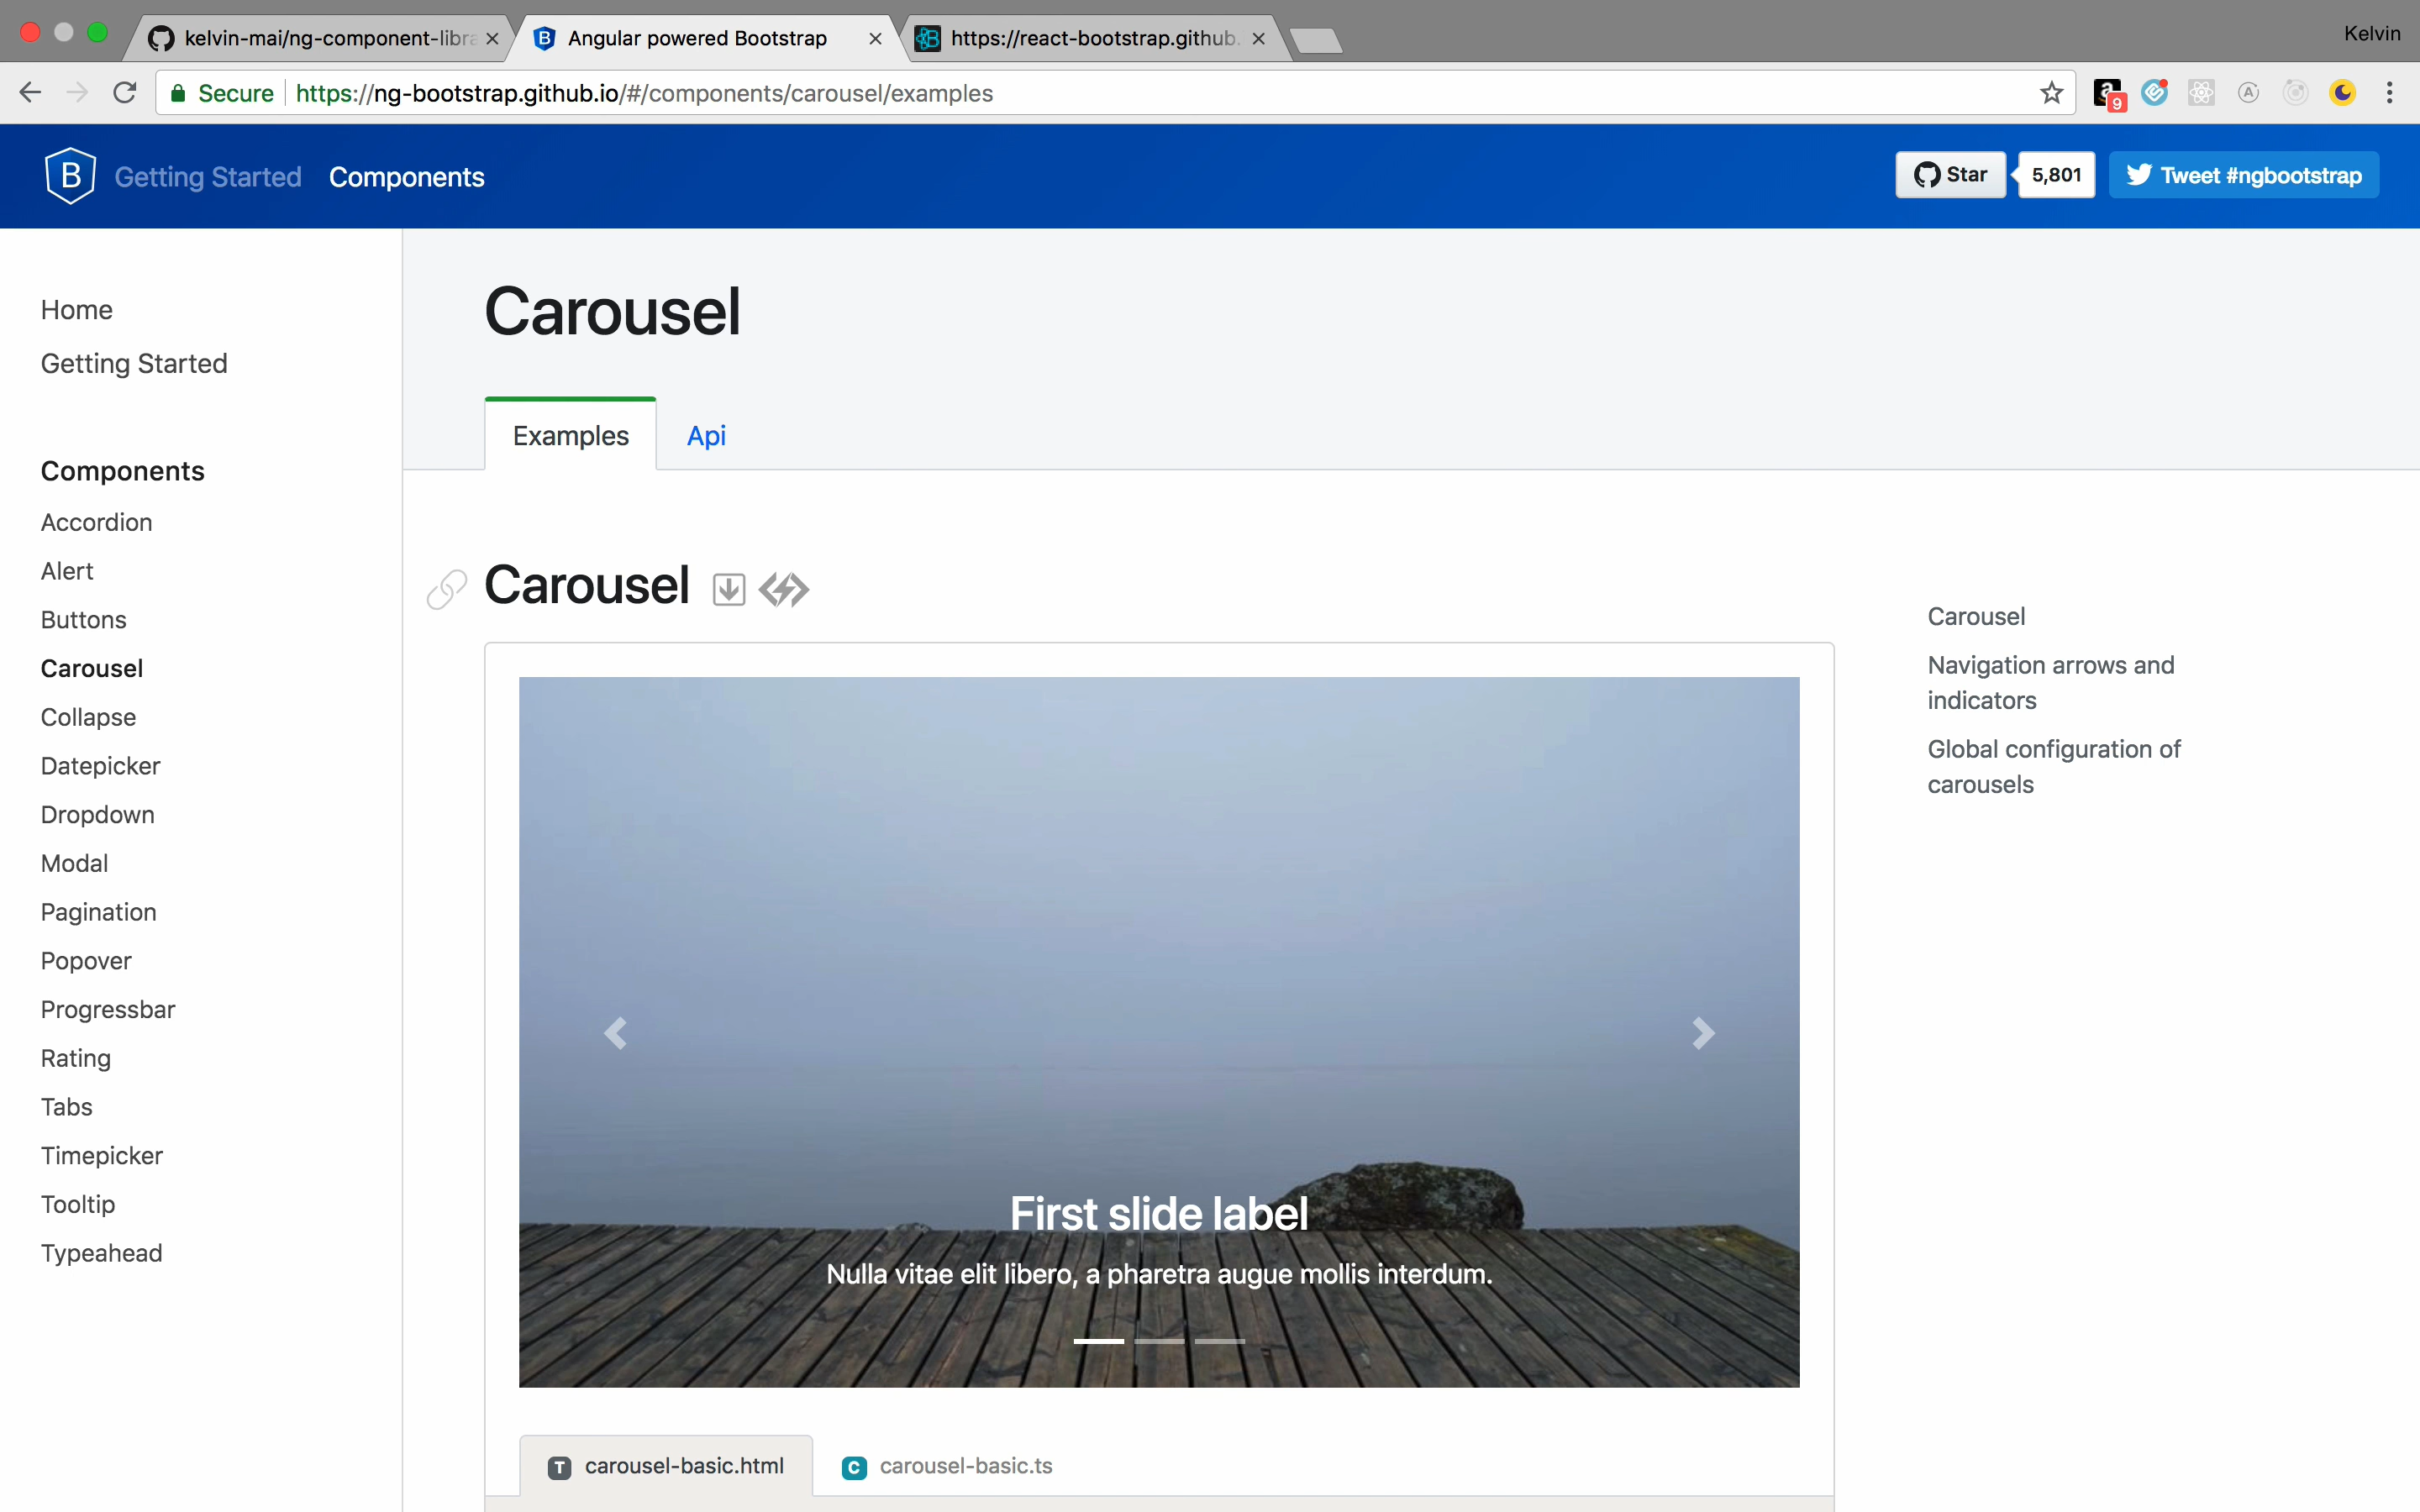 kelvin-mai/ng-component-libra
Angular powered Bootstrap
https://react-bootstrap.github.
Kelvin
Secure
https://ng-bootstrap.github.io/#/components/carousel/examples
a
9
A
B
Getting Started
Components
Star
5,801
Tweet #ngbootstrap
Home
Getting Started
Components
Accordion
Alert
Buttons
Carousel
Collapse
Datepicker
Dropdown
Modal
Pagination
Popover
Progressbar
Rating
Tabs
Timepicker
Tooltip
Typeahead
Carousel
Examples
Api
Carousel
First slide label
Nulla vitae elit libero, a pharetra augue mollis interdum.
T carousel-basic.html
C carousel-basic.ts
Carousel
Navigation arrows and
indicators
Global configuration of
carousels